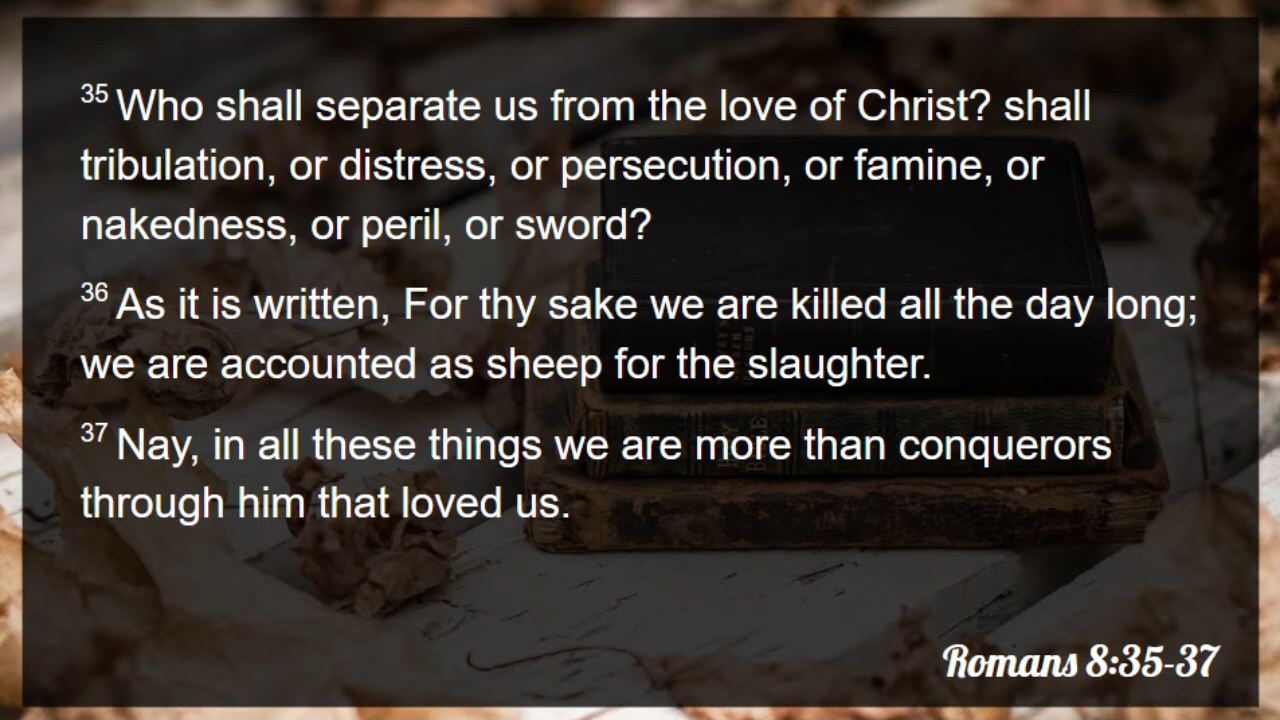 35 Who shall separate us from the love of Christ? shall
tribulation, or distress, or persecution, or famine, or
nakedness, or peril, or sword?
36 As it is written, For thy sake we are killed all the day long;
we are accounted as sheep for the slaughter.
37 Nay, in all these things we are more than conquerors
through him that loved us.
Romans 8:35-37